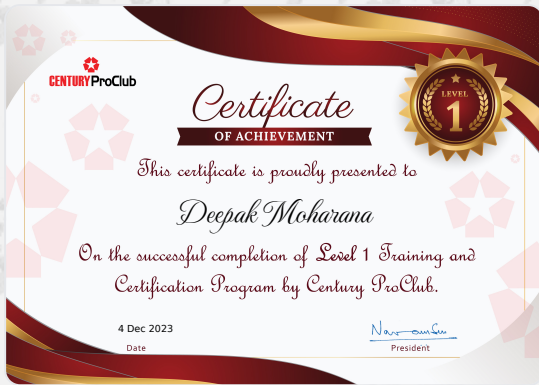 CENTURY ProClub
Certificate
OF ACHIEVEMENT
LEVEL
1
This certificate is proudly presented to
Deepak Moharana
On the successful completion of Level 1 Training and
Certification Program by Century ProClub.
4 Dec 2023
Date
President